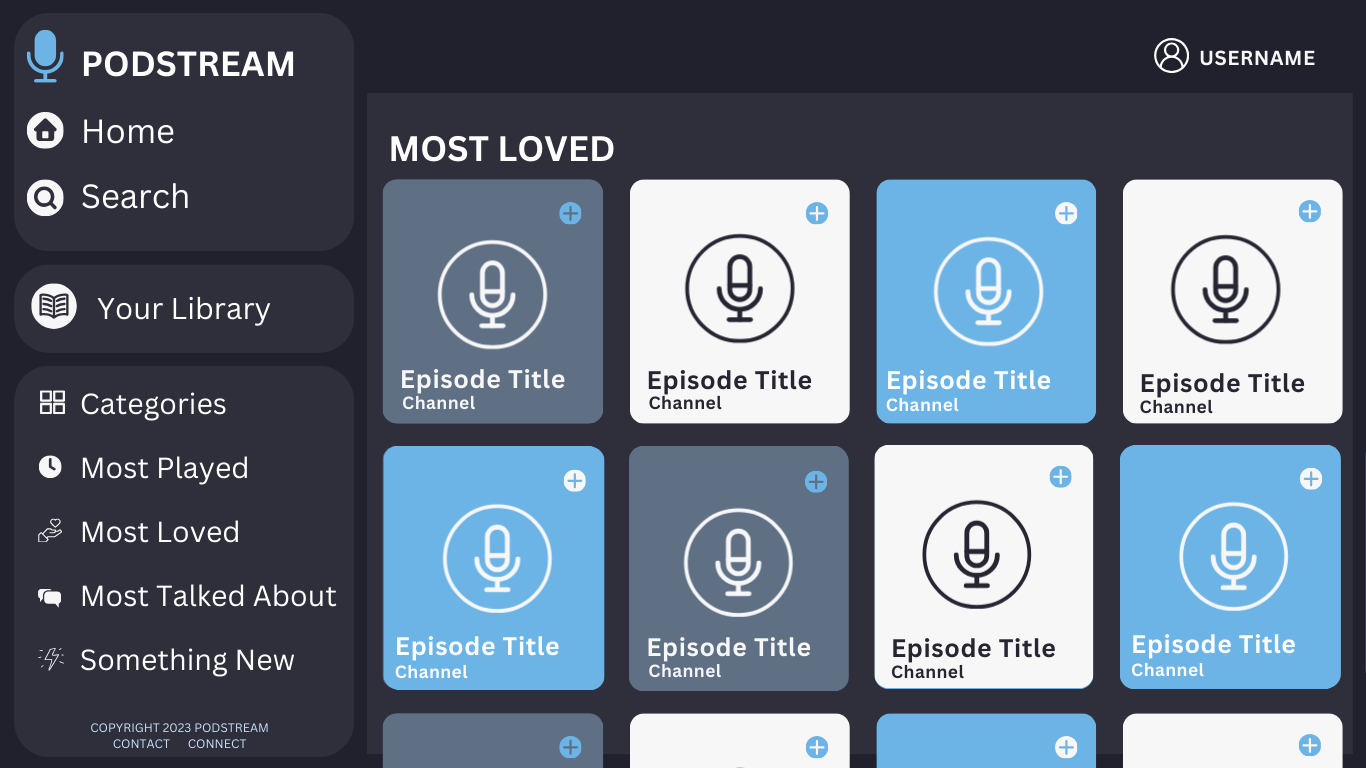 PODSTREAM
Home
Search
Your Library
Categories
Most Played
Most Loved
Most Talked About
Something New
COPYRIGHT 2023 PODSTREAM
CONTACT CONNECT
USERNAME
MOST LOVED
Episode Title
Channel
Episode Title
Channel
Episode Title
Channel
Episode Title
Channel
Episode Title
Channel
Episode Title
Channel
Episode Title
Channel
Episode Title
Channel